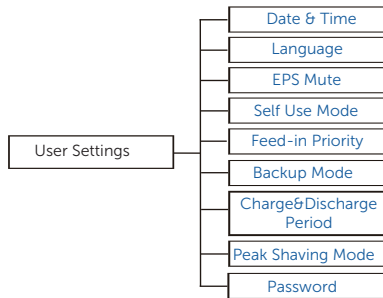 Date & Time
Language
EPS Mute
Self Use Mode
User Settings
Feed-in Priority
Backup Mode
Charge&Discharge
Period
Peak Shaving Mode
Password